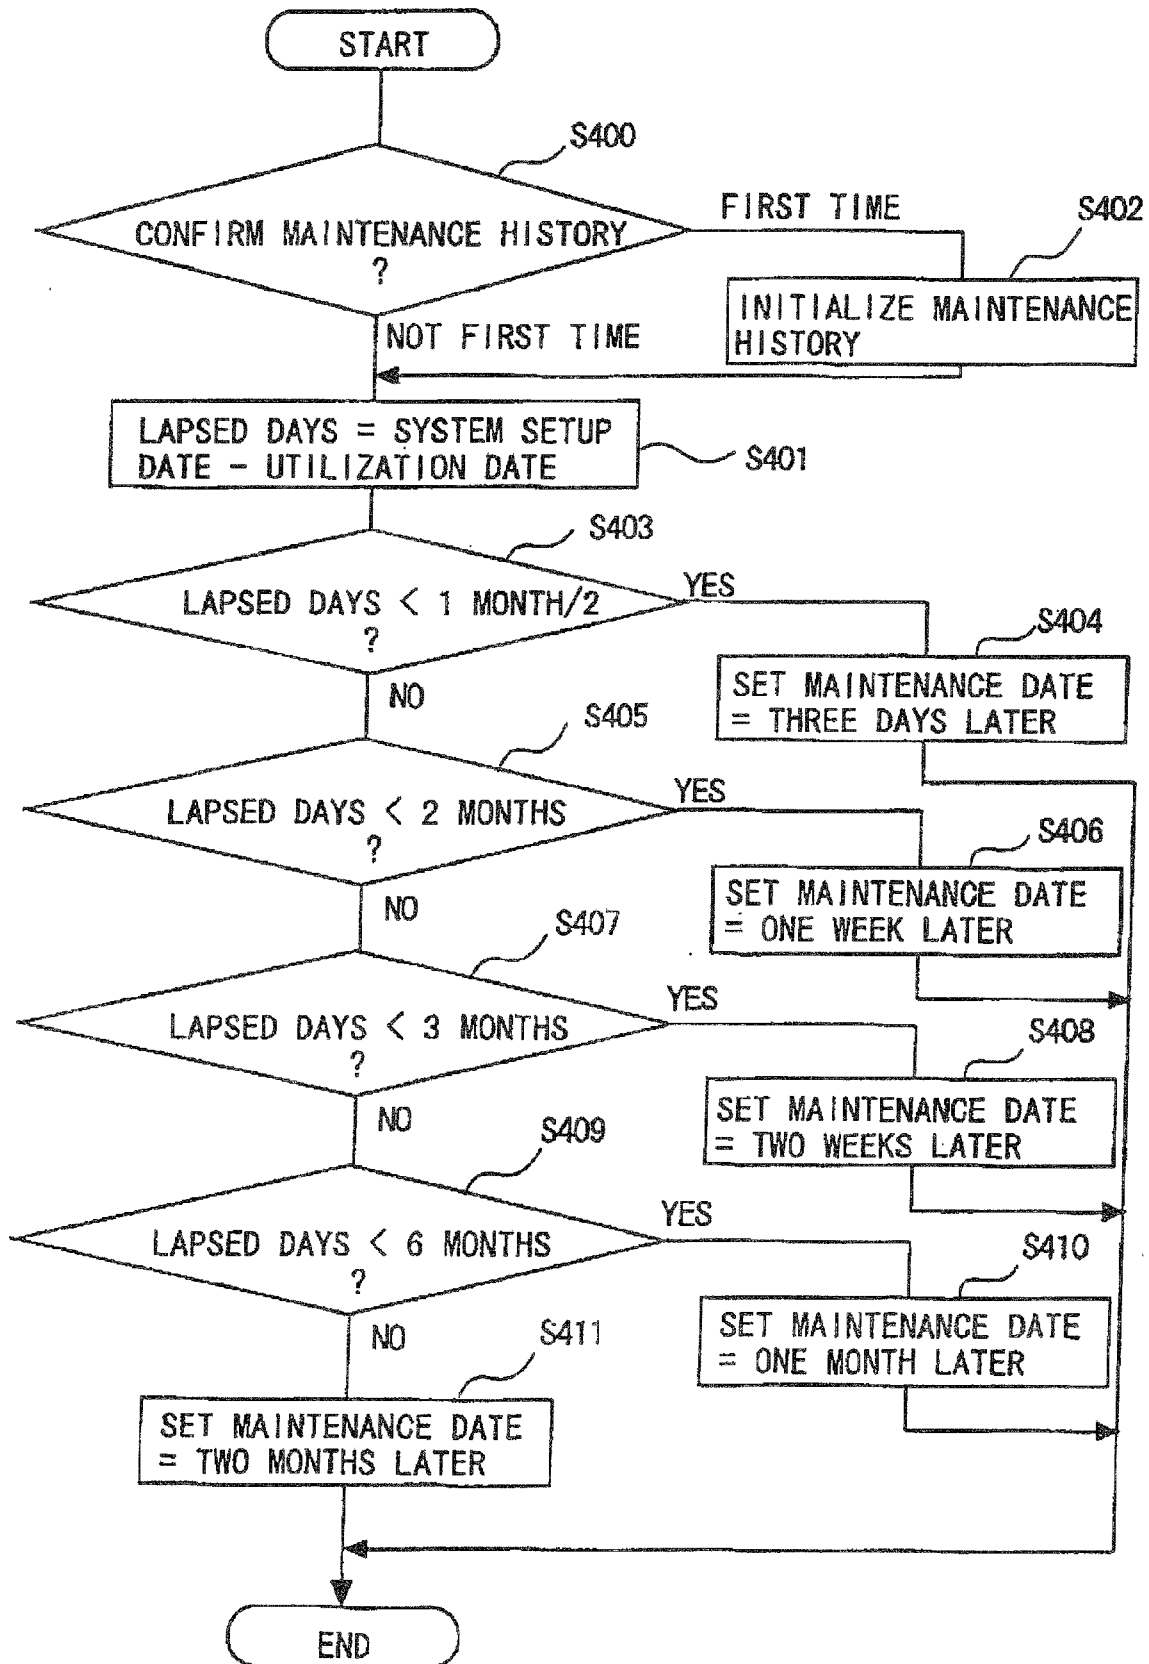 START
S400
CONFIRM MAINTENANCE HISTORY
?
FIRST TIME
S402
INITIALIZE MAINTENANCE
HISTORY
NOT FIRST TIME
LAPSED DAYS = SYSTEM SETUP
DATE - UTILIZATION DATE
S401
S403
LAPSED DAYS < 1 MONTH/2
?
YES
S404
SET MAINTENANCE DATE
= THREE DAYS LATER
NO
S405
LAPSED DAYS < 2 MONTHS
?
YES
S406
SET MAINTENANCE DATE
= ONE WEEK LATER
NO
S407
LAPSED DAYS < 3 MONTHS
?
YES
S408
SET MAINTENANCE DATE
= TWO WEEKS LATER
NO
S409
LAPSED DAYS < 6 MONTHS
?
YES
S410
SET MAINTENANCE DATE
= ONE MONTH LATER
NO
S411
SET MAINTENANCE DATE
= TWO MONTHS LATER
END